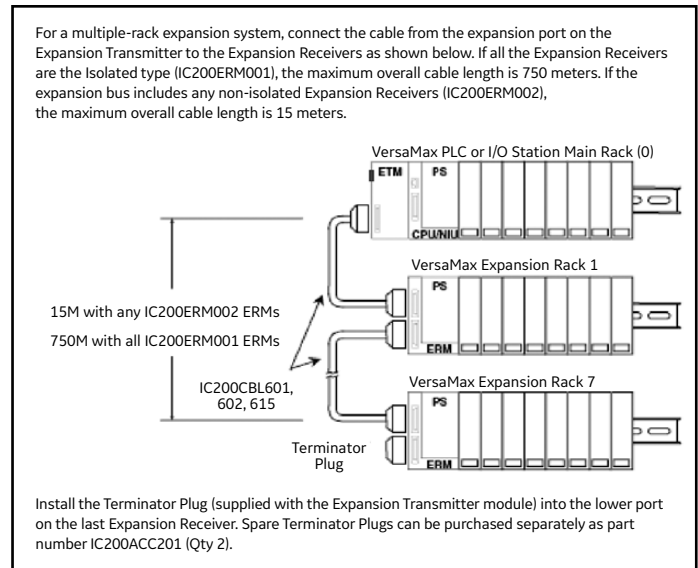 For a multiple-rack expansion system, connect the cable from the expansion port on the
Expansion Transmitter to the Expansion Receivers as shown below. If all the Expansion Receivers
are the Isolated type (IC200ERM001), the maximum overall cable length is 750 meters. If the
expansion bus includes any non-isolated Expansion Receivers (IC200ERM002),
the maximum overall cable length is 15 meters.
VersaMax PLC or I/O Station Main Rack (0)
ETM
PS
CPU/NIU
VersaMax Expansion Rack 1
PS
15M with any IC200ERM002 ERMs
750M with all IC200ERM001 ERMs
ERM
IC200CBL601,
602, 615
VersaMax Expansion Rack 7
PS
Terminator
Plug
ERM
Install the Terminator Plug (supplied with the Expansion Transmitter module) into the lower port
on the last Expansion Receiver. Spare Terminator Plugs can be purchased separately as part
number IC200ACC201 (Qty 2).